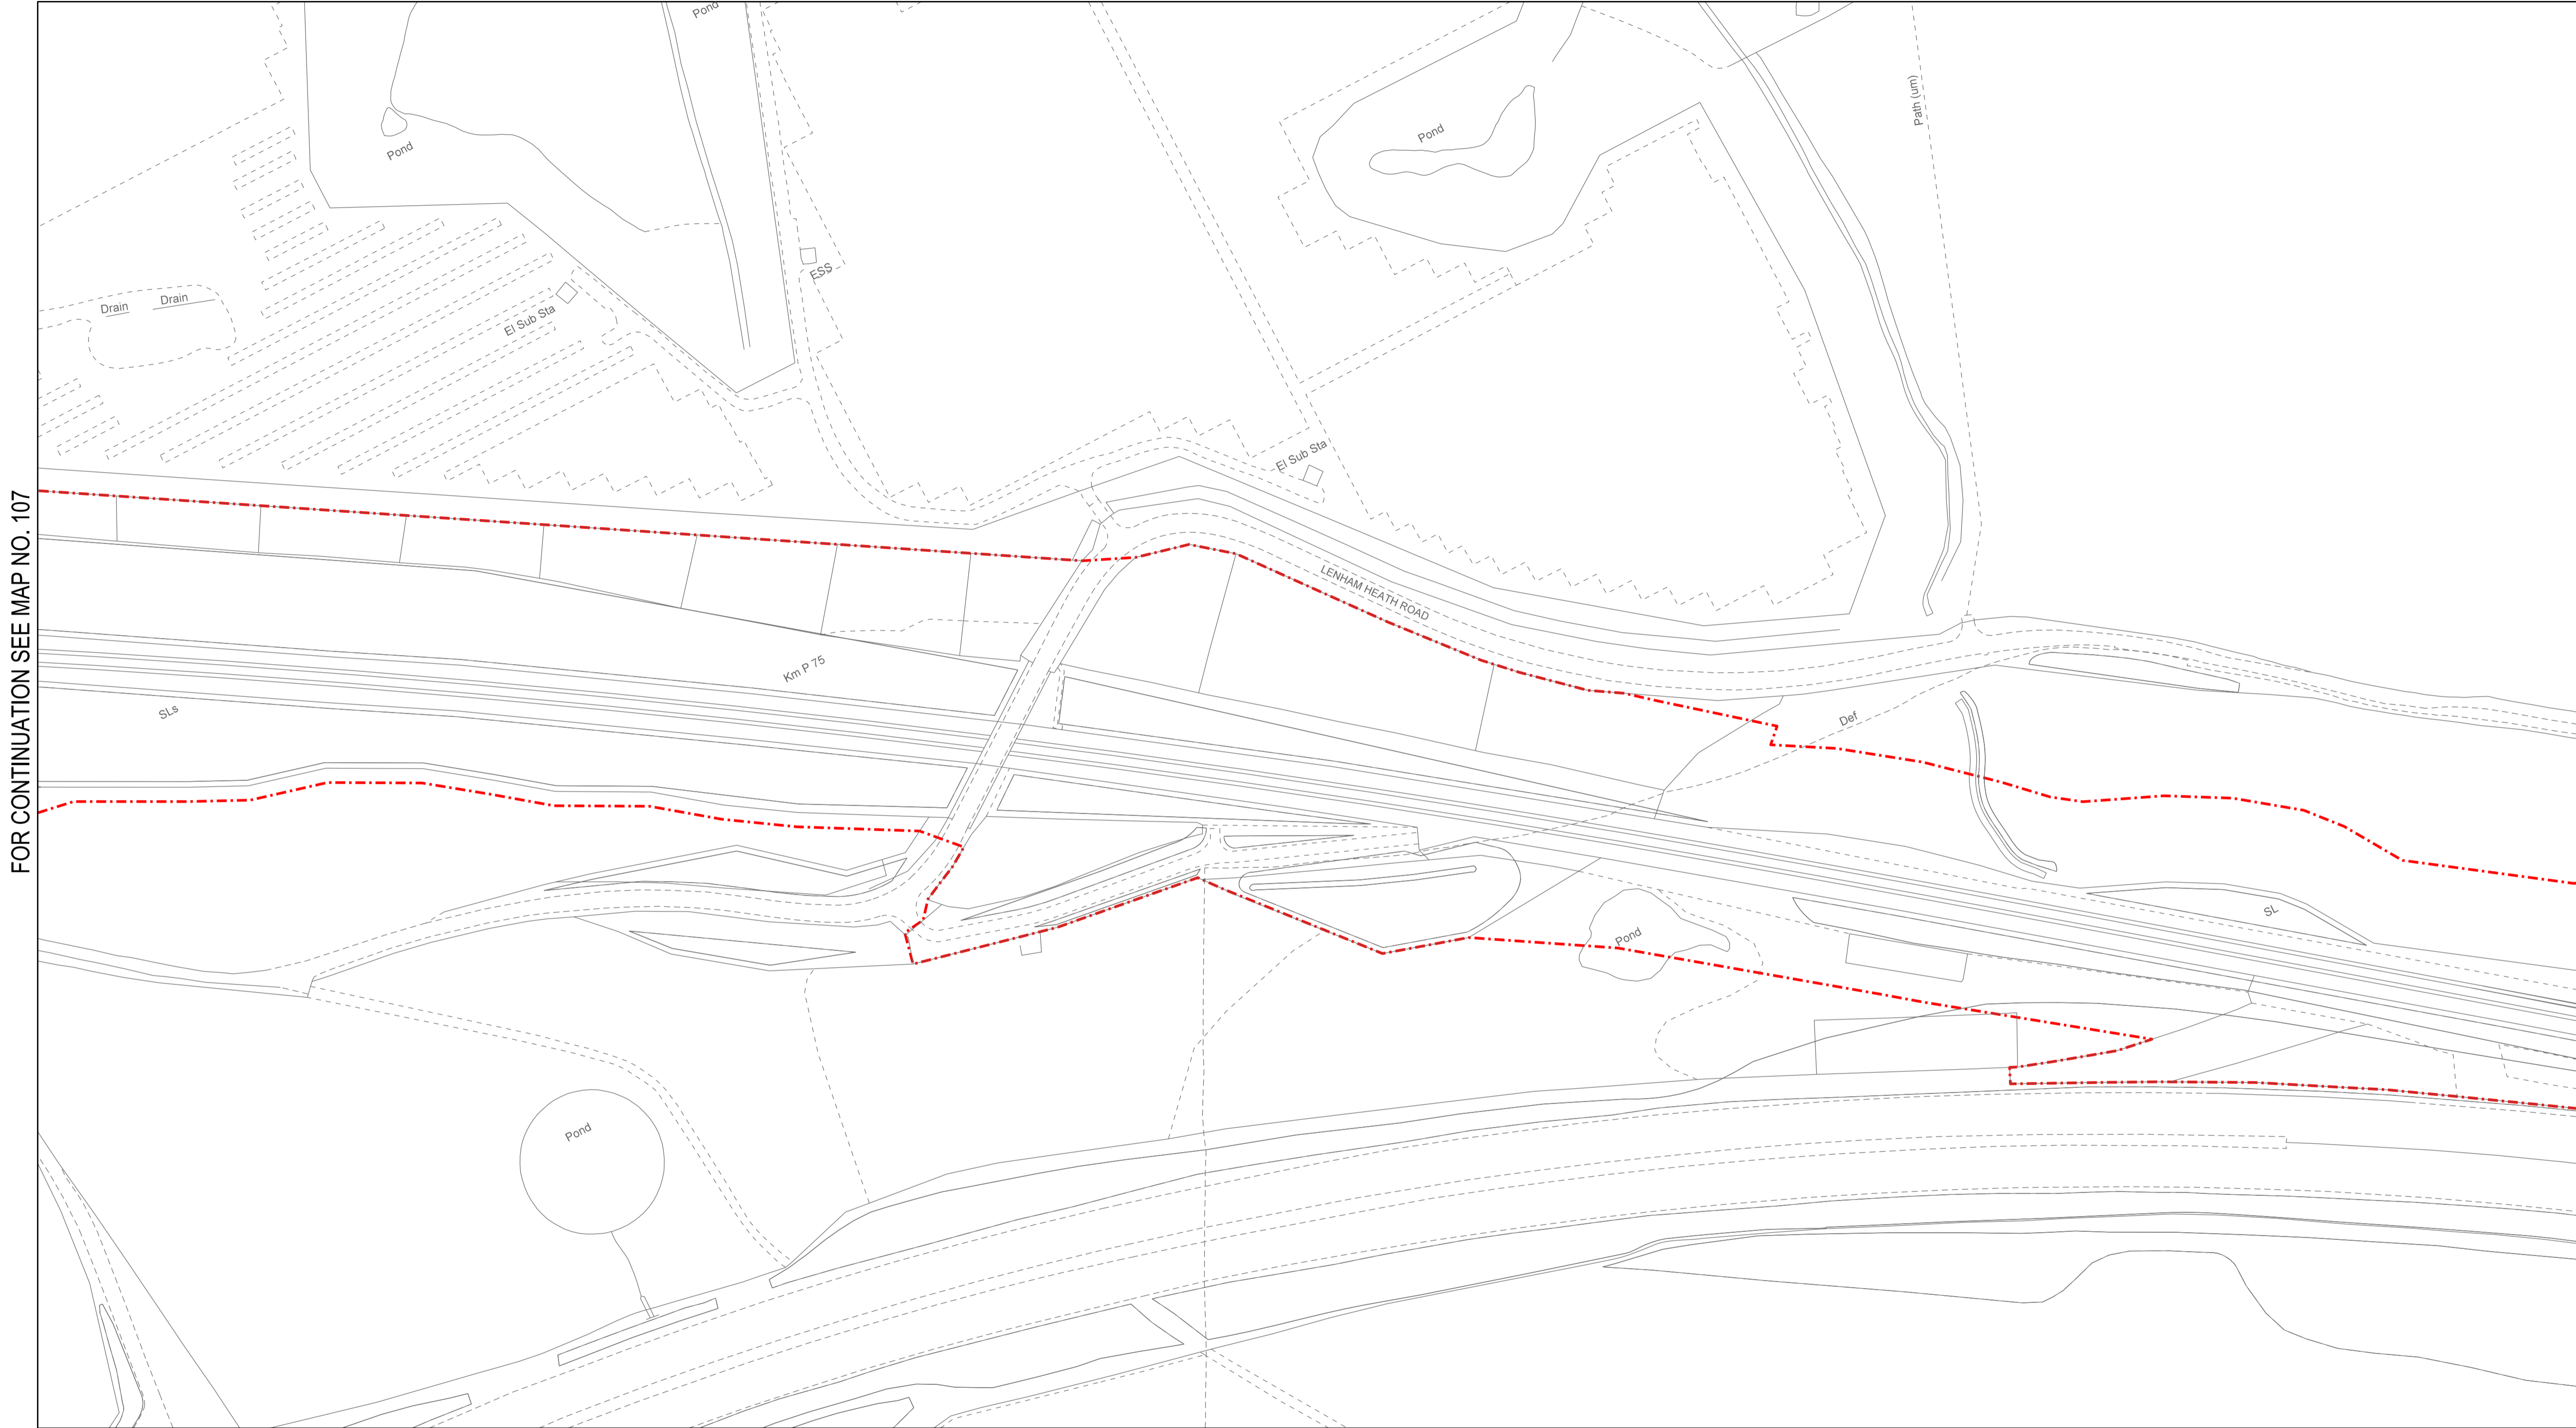 Pond
Path (um)
Pond
Pond
ESS
Drain
Drain
El Sub Sta
El Sub Sta
FOR CONTINUATION SEE MAP NO. 107
LENHAM HEATH ROAD
Km P 75
SLs
Def
SL
Pond
Pond